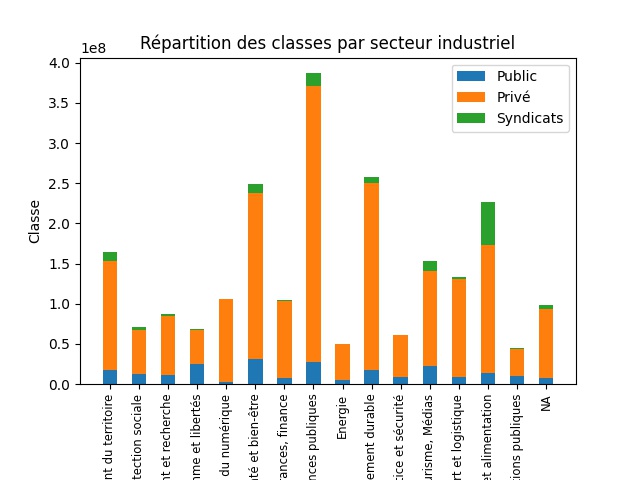 Répartition des classes par secteur industriel
1e8
4.0
3.5
3.0
2.5
2.0
1.5
1.0
0.5
0.0
Classe
Public
Privé
Syndicats
nt du territoire
tection sociale
nt et recherche
me et libertés
du numérique
té et bien-être
rances, finance
nces publiques
Energie
ement durable
tice et sécurité
urisme, Médias
rt et logistique
et alimentation
tions publiques
NA